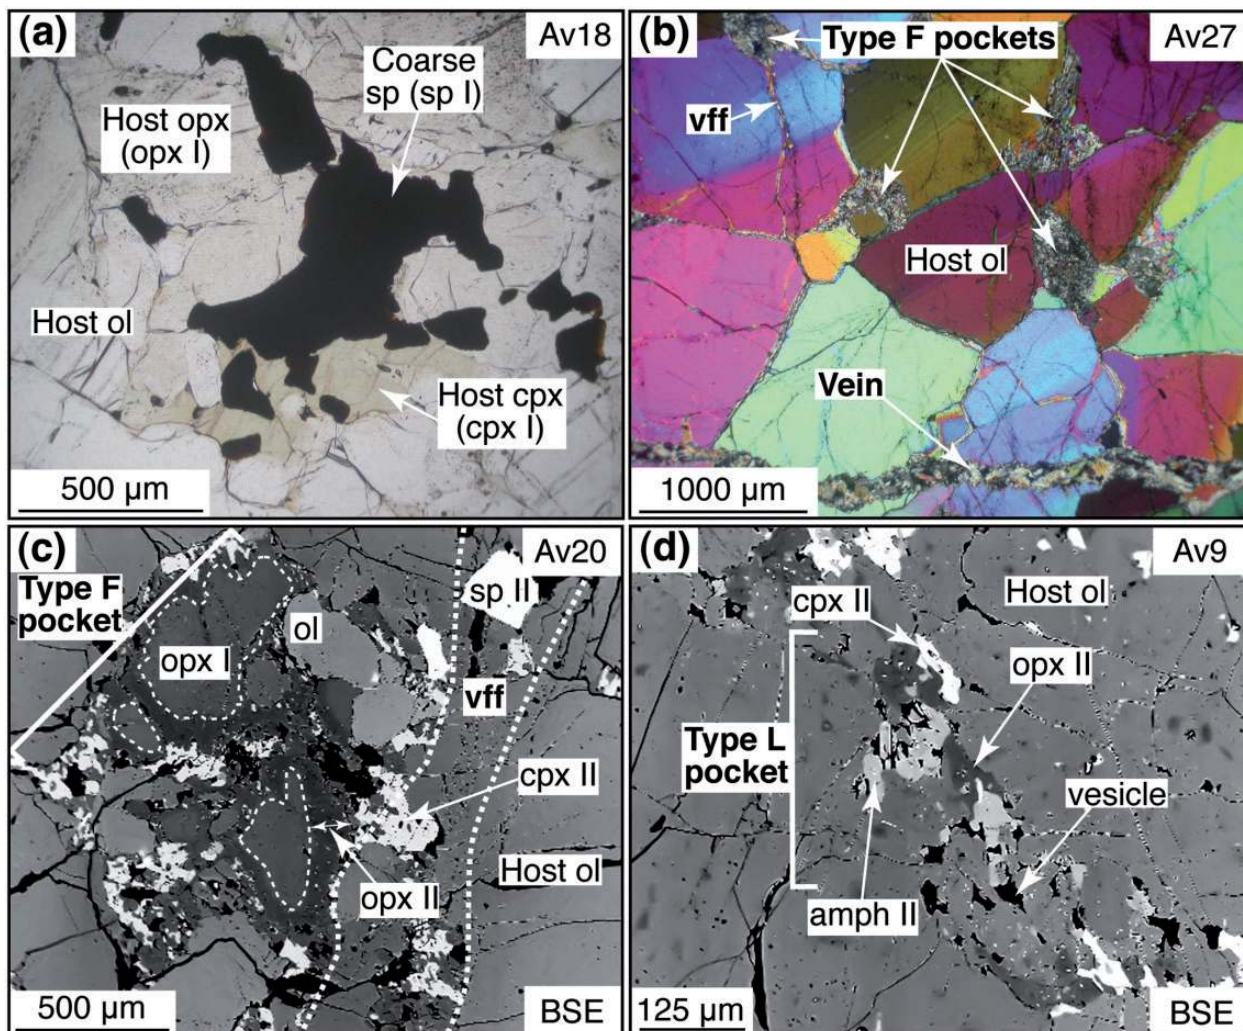 (a)
Av18
Coarse
sp (sp I)
Host opx
(opx I)
Host ol
Host cpx
(cpx I)
500 µm
(b)
Av27
Type F pockets
vff
Host ol
Vein
1000 µm
(c)
Av20
Type F
pocket
sp II
ol
opx I
vff
cpx II
Host ol
opx II
500 µm
BSE
(d)
Av9
cpx II
Host ol
opx II
Type L
pocket
vesicle
amph II
125 µm
BSE